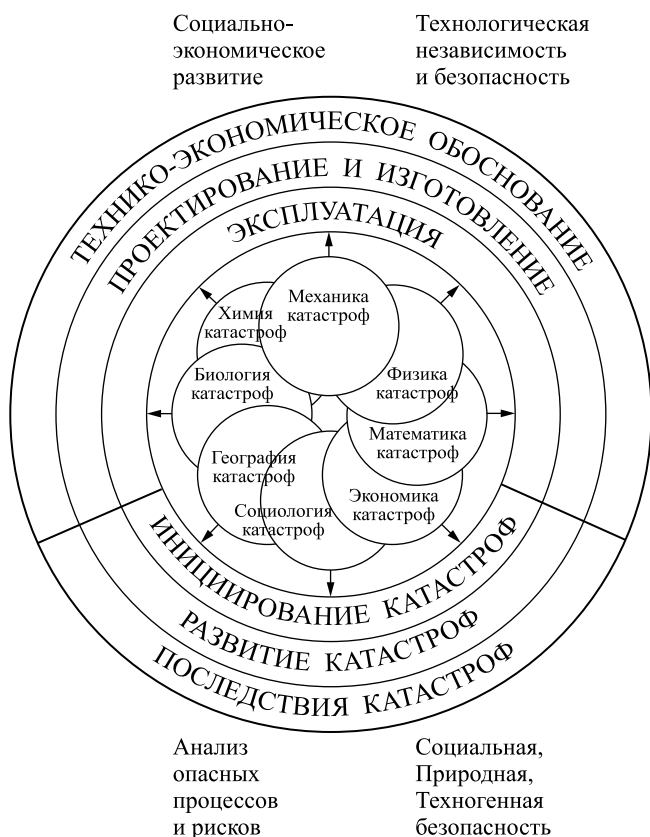 Социально-
экономическое
развитие
Технологическая
независимость
и безопасность
ТЕХНИКО-ЭКОНОМИЧЕСКОЕ ОБОСНОВАНИЕ
ПРОЕКТИРОВАНИЕ И ИЗГОТОВЛЕНИЕ
ЭКСПЛУАТАЦИЯ
Механика
катастроф
Химия
катастроф
Физика
катастроф
Биология
катастроф
Математика
катастроф
География
катастроф
Экономика
катастроф
Социология
катастроф
ИНИЦИИРОВАНИЕ КАТАСТРОФ
РАЗВИТИЕ КАТАСТРОФ
ПОСЛЕДСТВИЯ КАТАСТРОФ
Анализ
опасных
процессов
и рисков
Социальная,
Природная,
Техногенная
безопасность